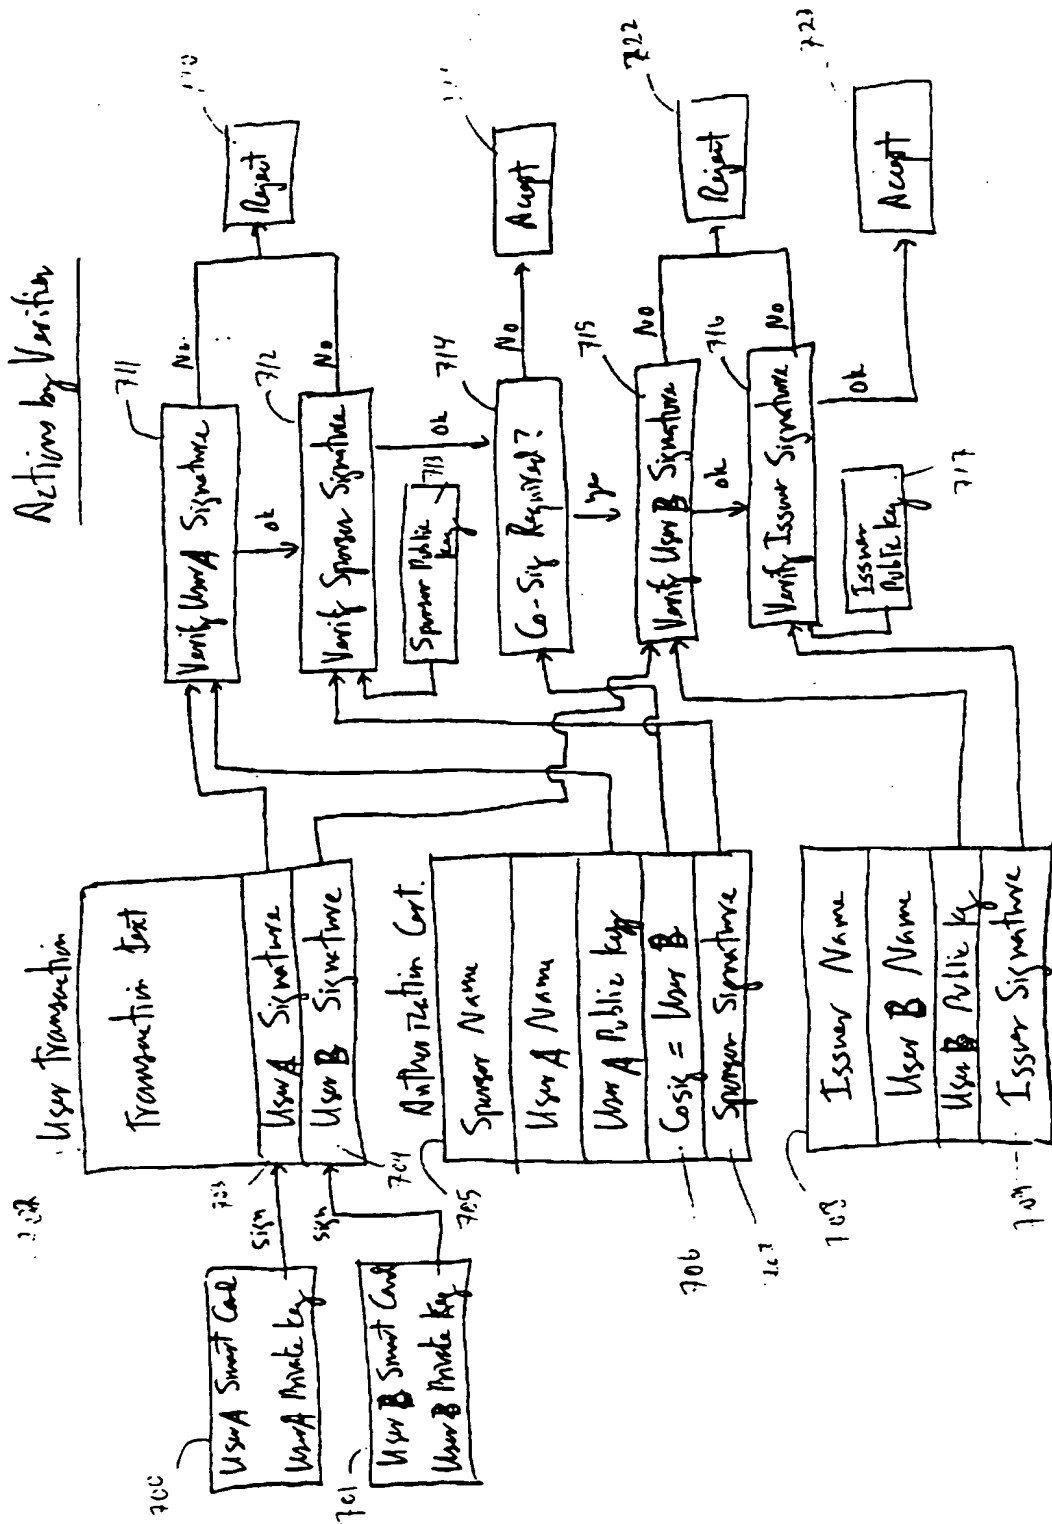 Actions by Verifier
User Transaction
Transaction text
User A Signature
User B Signature
703
704
700
User A Smart Card
User A Private Key
sign
701
User B Smart Card
User B Private Key
sign
705
Authorization Cert.
Sponsor Name
User A Name
User A Public Key
Cosig = User B
Sponsor Signature
706
708
Issuer Name
User B Name
User B Public Key
Issuer Signature
709
711
Verify User A Signature
No.
Ok
712
Verify Sponsor Signature
No
Ok
713
Sponsor Public
Key
Reject
714
Co-Sig Required?
No
Yes
Accept
715
Verify User B Signature
No
Ok
716
Verify Issuer Signature
No
Ok
717
Issuer
Public Key
722
Reject
723
Accept